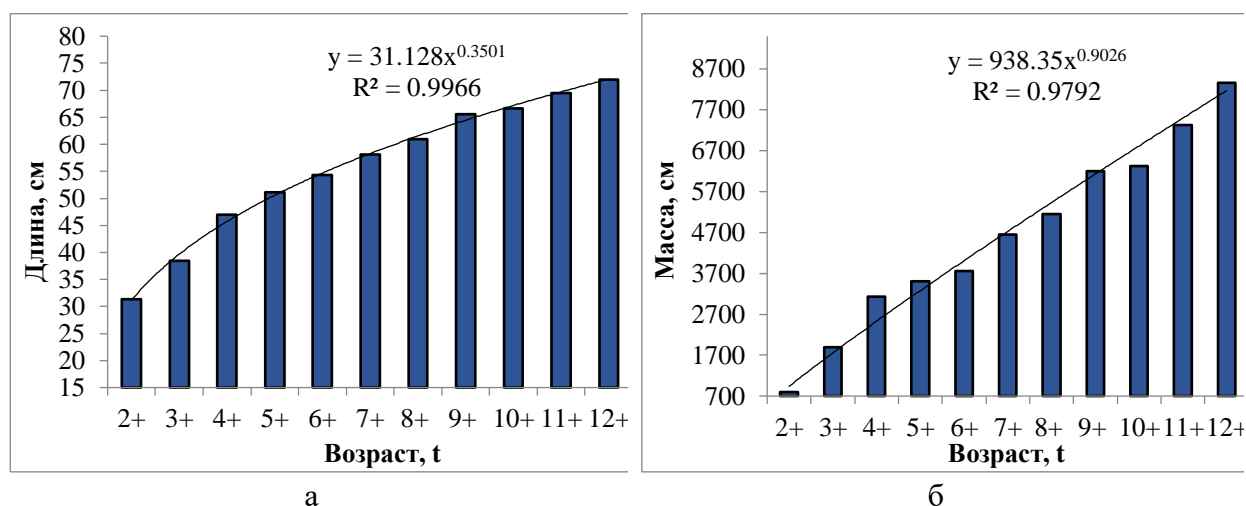 y = 31.128x^0.3501
R² = 0.9966
Длина, см
80
75
70
65
60
55
50
45
40
35
30
25
20
15
2+ 3+ 4+ 5+ 6+ 7+ 8+ 9+ 10+ 11+ 12+
Возраст, t
а
y = 938.35x^0.9026
R² = 0.9792
Масса, см
8700
7700
6700
5700
4700
3700
2700
1700
700
2+ 3+ 4+ 5+ 6+ 7+ 8+ 9+ 10+ 11+ 12+
Возраст, t
б